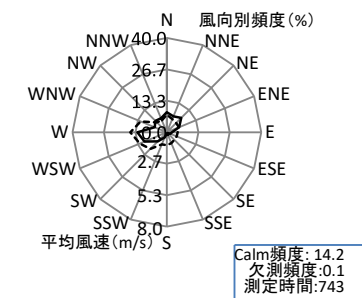 N 風向別頻度(%)
40.0
NNW NNE
NW NE
26.7
WNW ENE
13.3
W 0.0 E
WSW 2.7 ESE
SW 5.3 SE
SSW SSE
8.0
平均風速(m/s) S
Calm頻度: 14.2
欠測頻度:0.1
測定時間:743